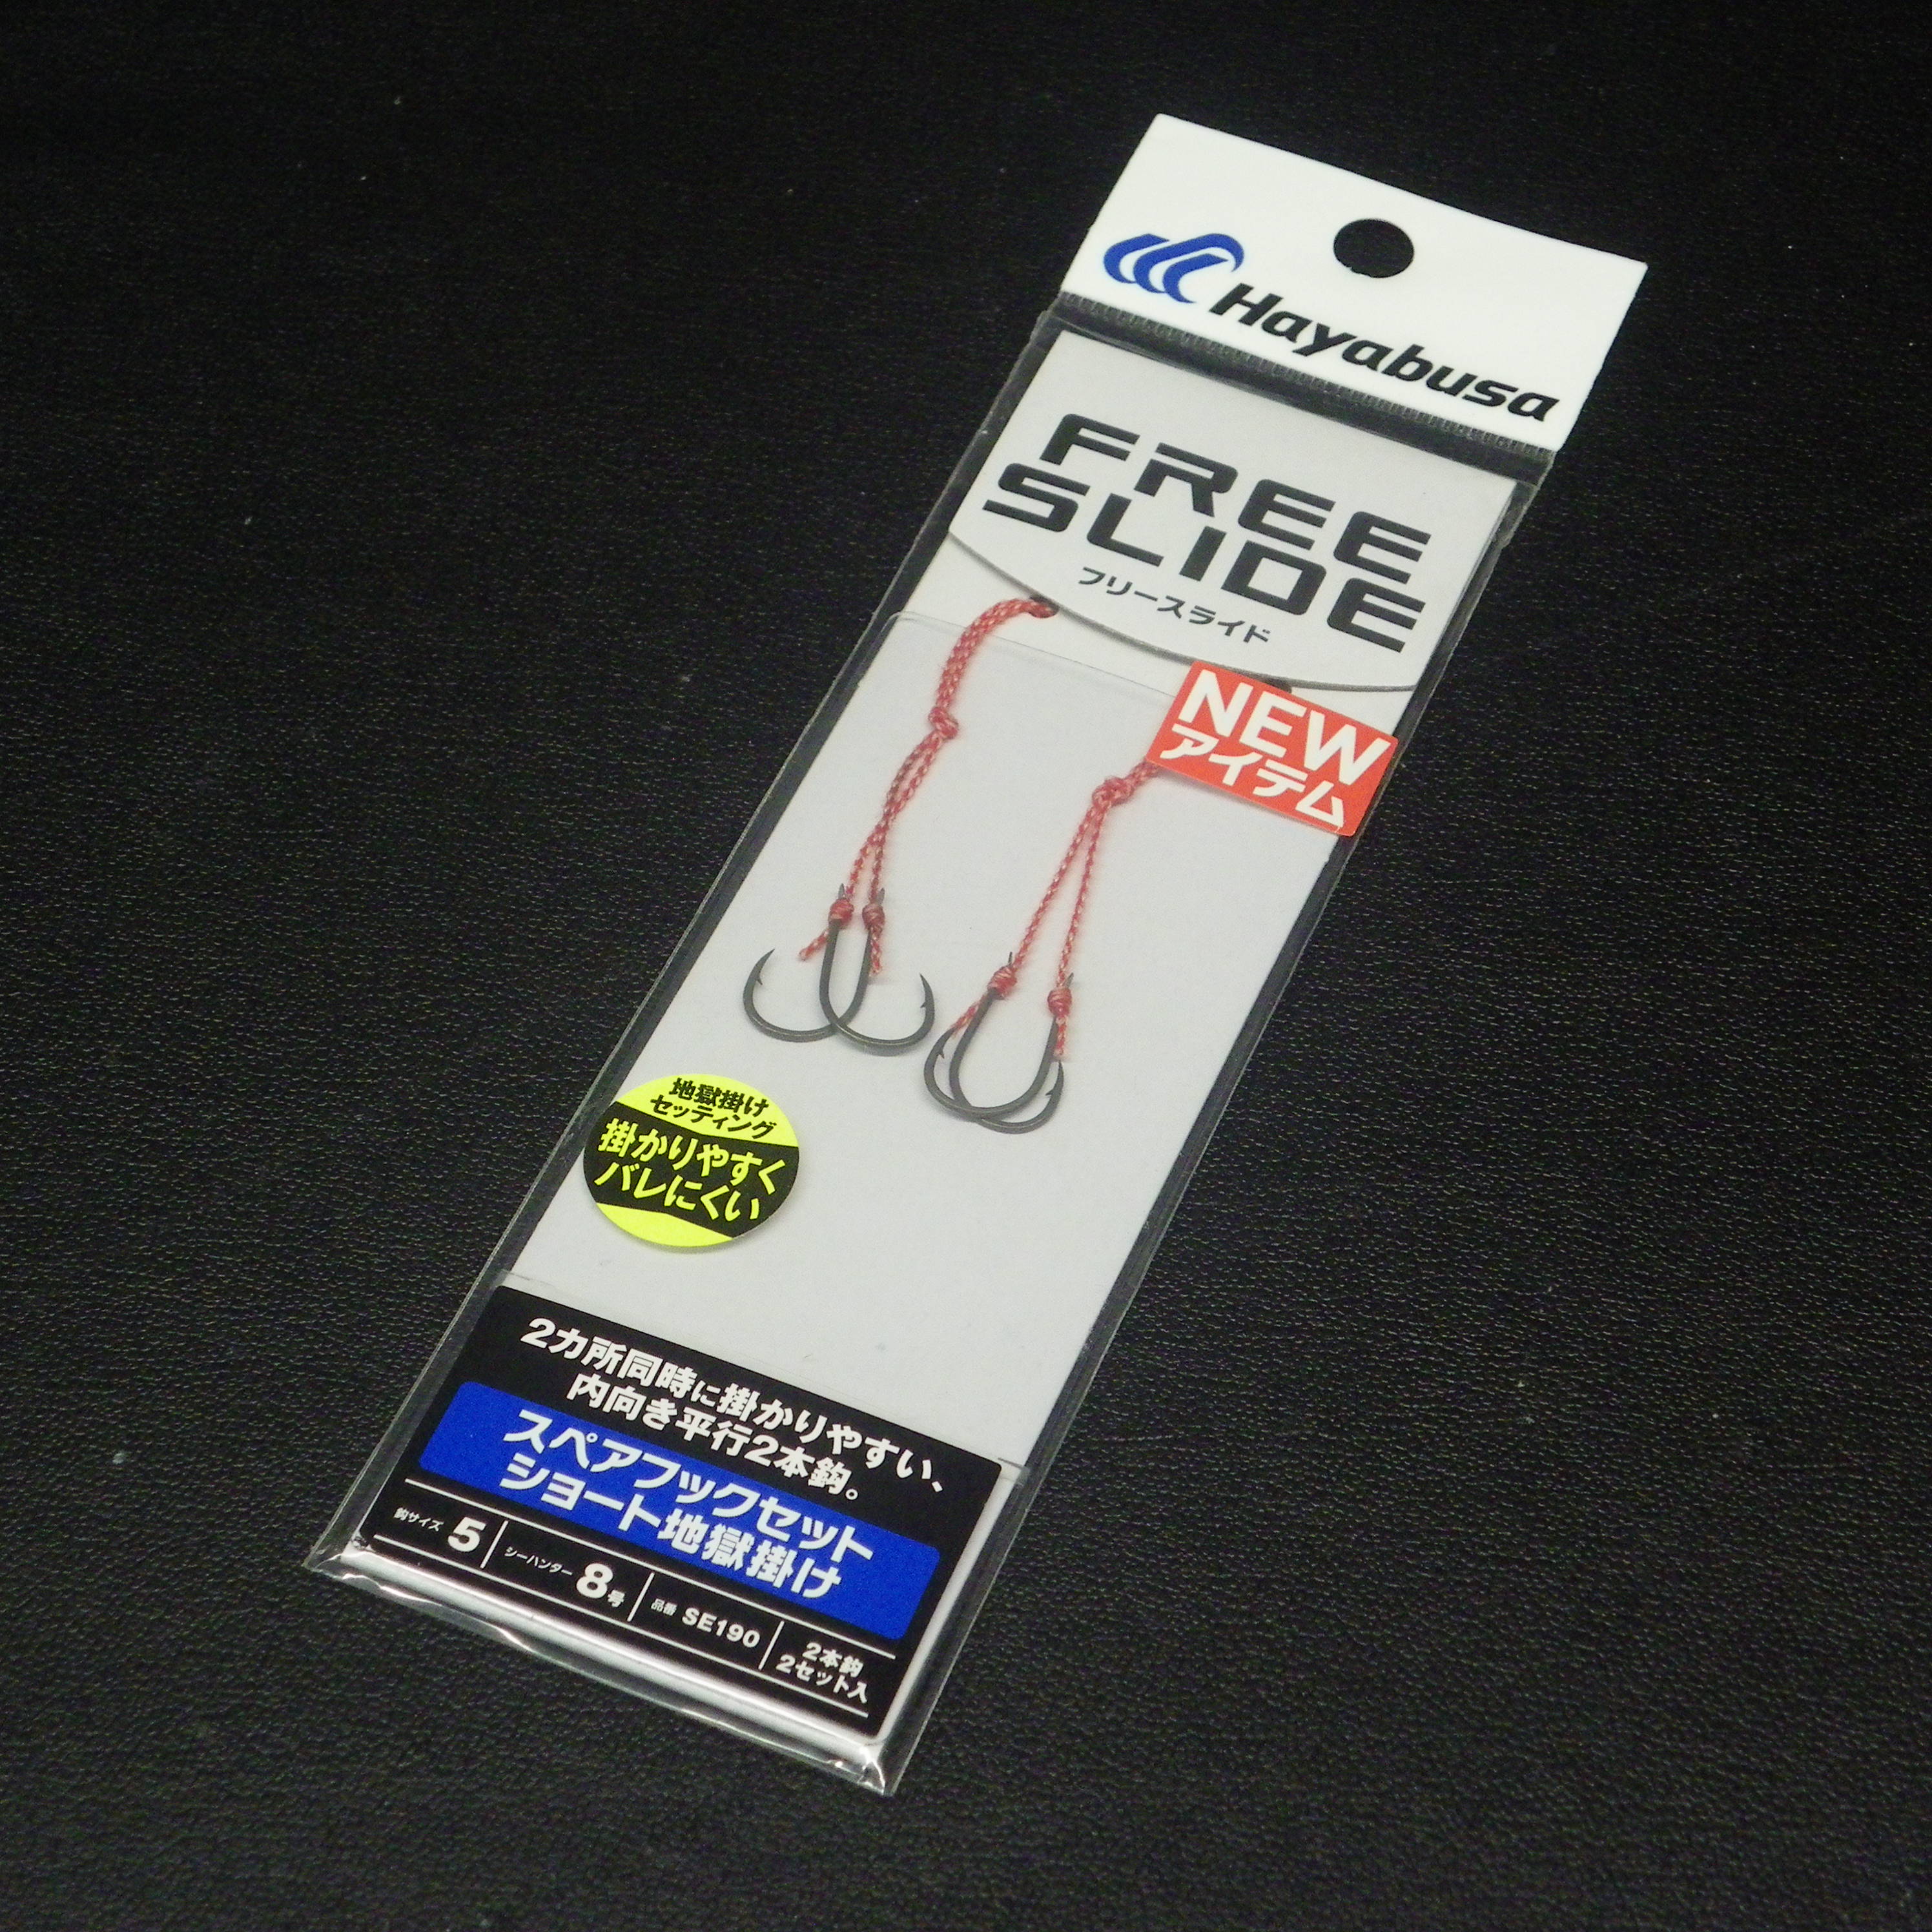 Hayabusa
FREE
SLIDE
フリースライド
NEW
アイテム
地獄掛け
セッティング
掛かりやすく
バレにくい
2カ所同時に掛かりやすい、
内向き平行2本鈎。
スペアフックセット
ショート地獄掛け
鈎サイズ 5 シーハンター 8号 品番 SE190 2本鈎
2セット入